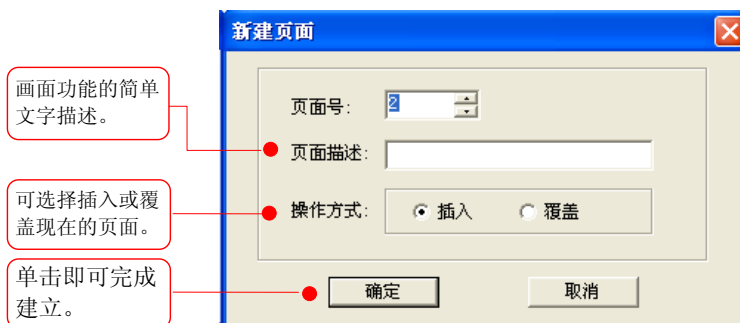 新建页面
画面功能的简单
文字描述。
页面号：
2
页面描述：
可选择插入或覆
盖现在的页面。
操作方式：
插入
覆盖
单击即可完成
建立。
确定
取消